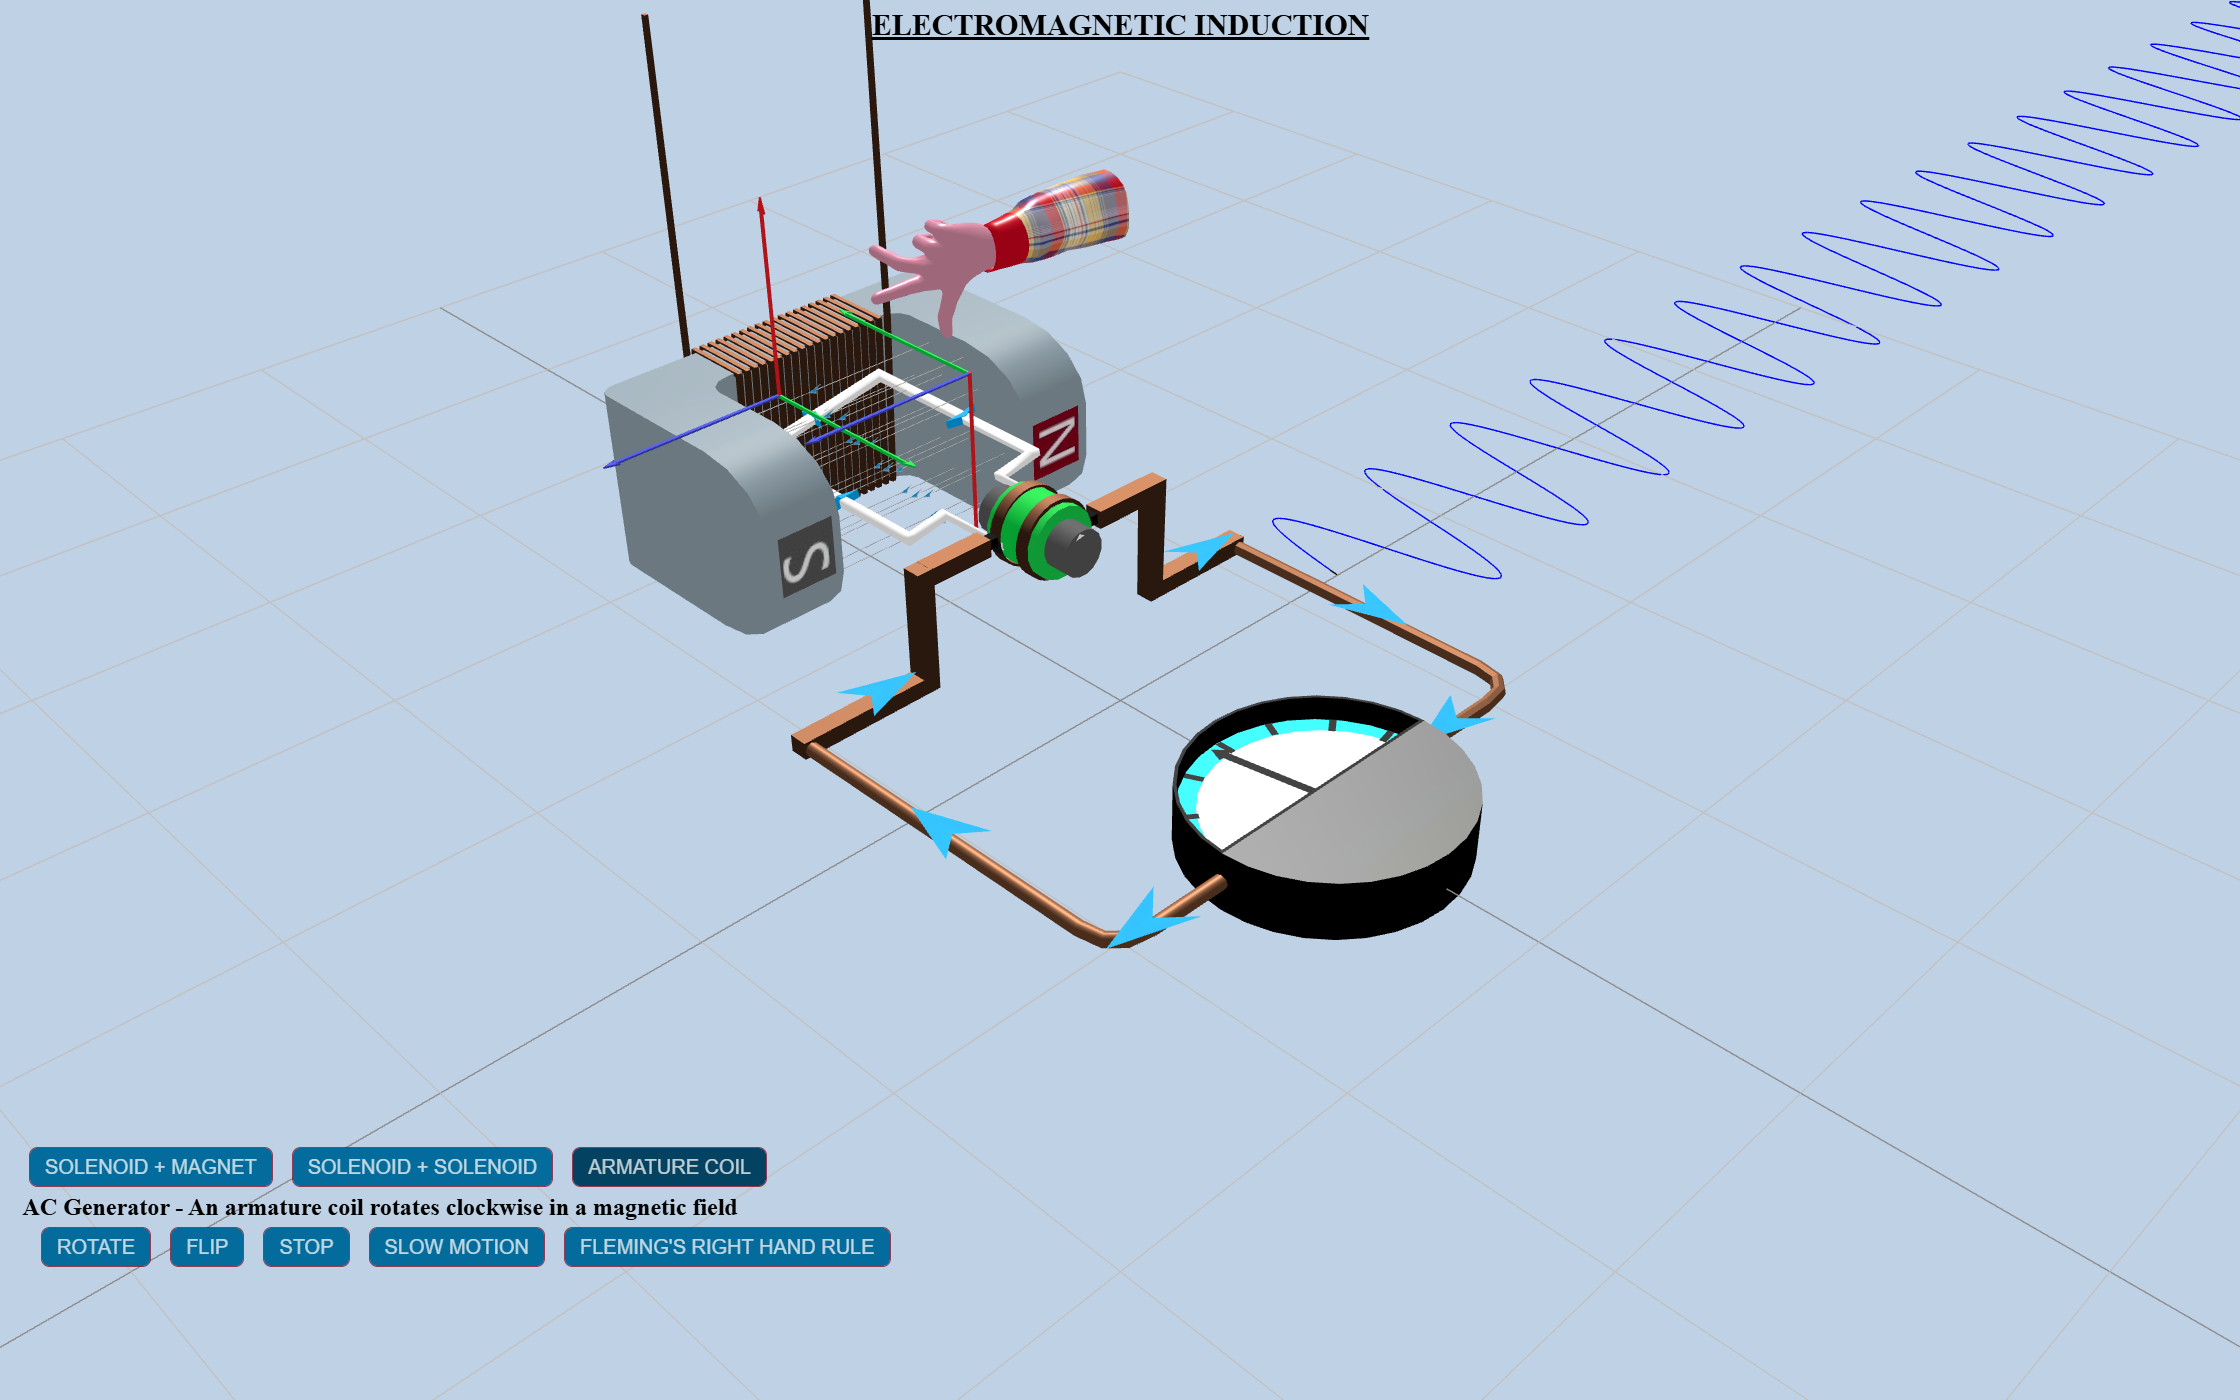 ELECTROMAGNETIC INDUCTION
N
S
SOLENOID + MAGNET
SOLENOID + SOLENOID
ARMATURE COIL
AC Generator - An armature coil rotates clockwise in a magnetic field
ROTATE
FLIP
STOP
SLOW MOTION
FLEMING'S RIGHT HAND RULE